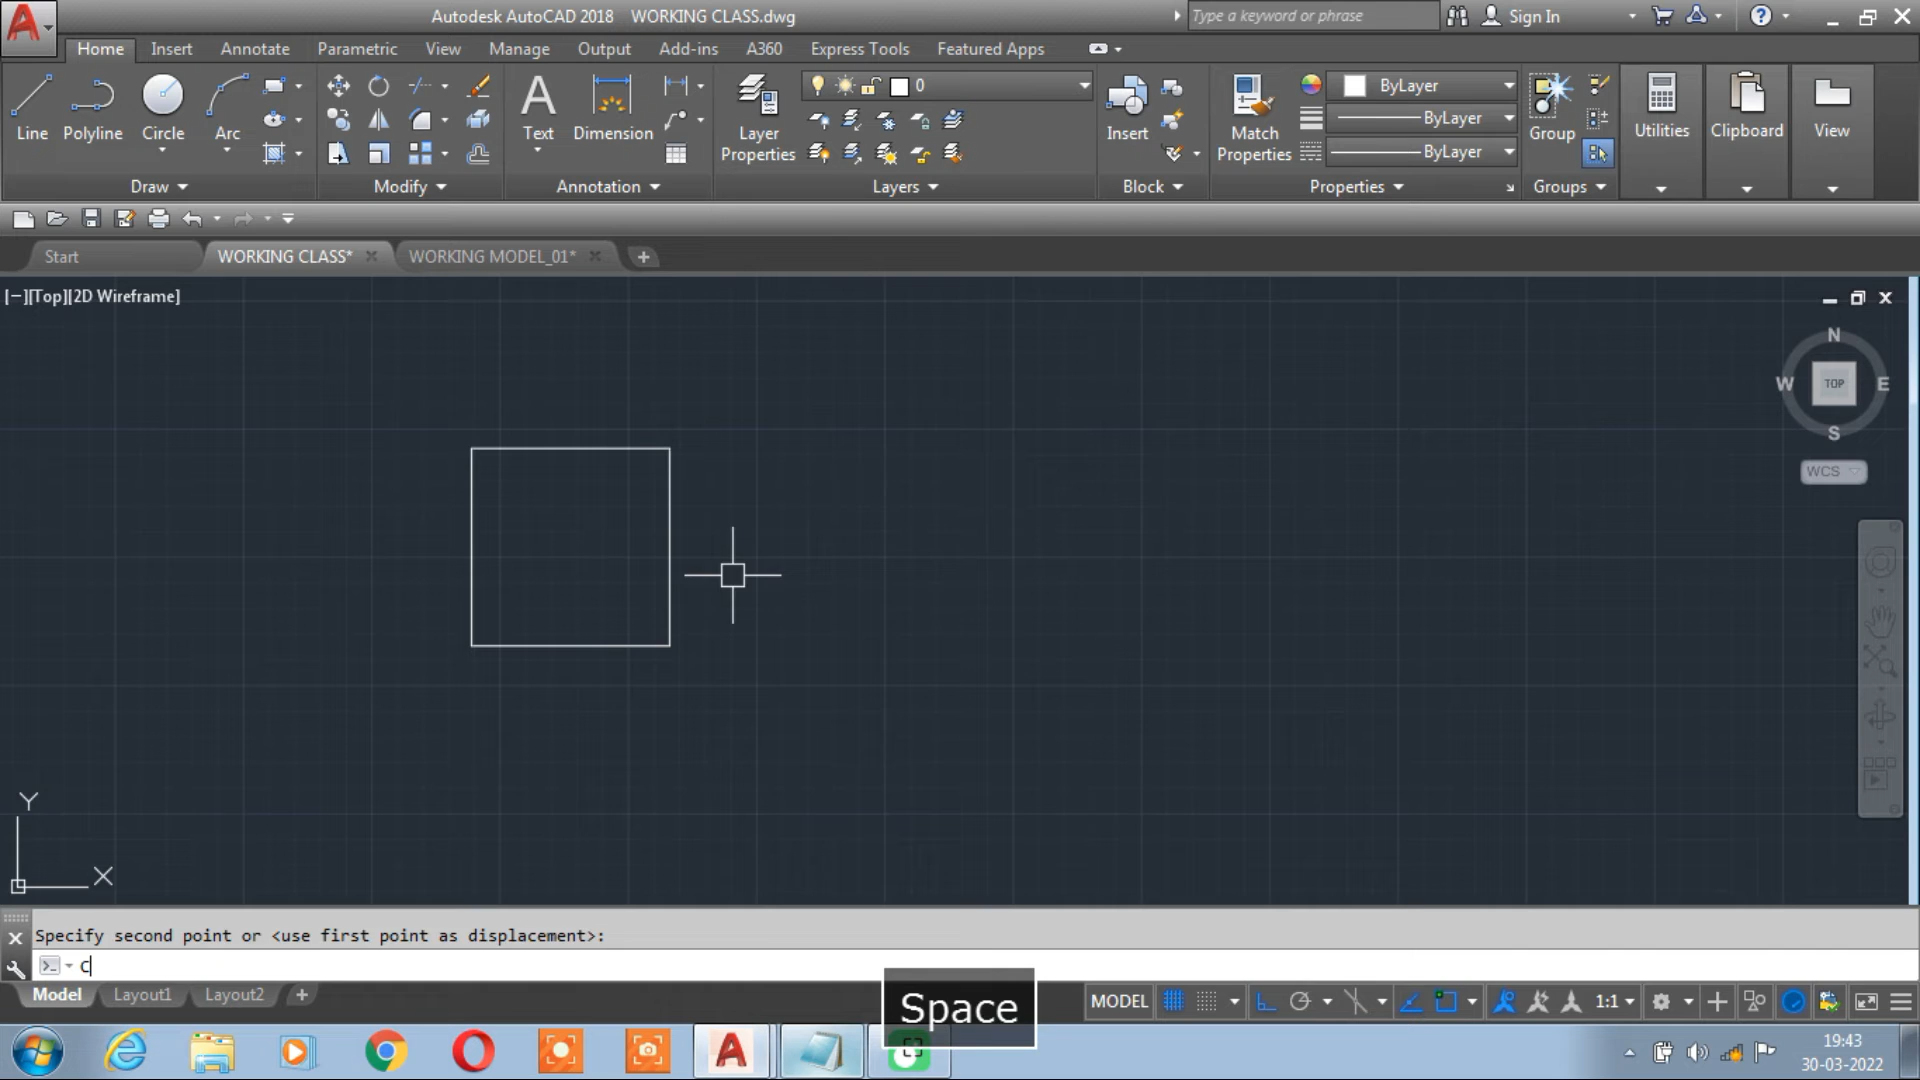 Autodesk AutoCAD 2018 WORKING CLASS.dwg
Type a keyword or phrase
Sign In
Home Insert Annotate Parametric View Manage Output Add-ins A360 Express Tools Featured Apps
Line Polyline Circle Arc
Text Dimension
Layer Properties
0
Insert
Match Properties
ByLayer
ByLayer
ByLayer
Group
Utilities
Clipboard
View
Draw Modify Annotation Layers Block Properties Groups
Start WORKING CLASS* WORKING MODEL_01*
[−][Top][2D Wireframe]
N
W TOP E
S
WCS
Y
X
Specify second point or <use first point as displacement>:
C
Model Layout1 Layout2
Space
MODEL 1:1
19:43
30-03-2022